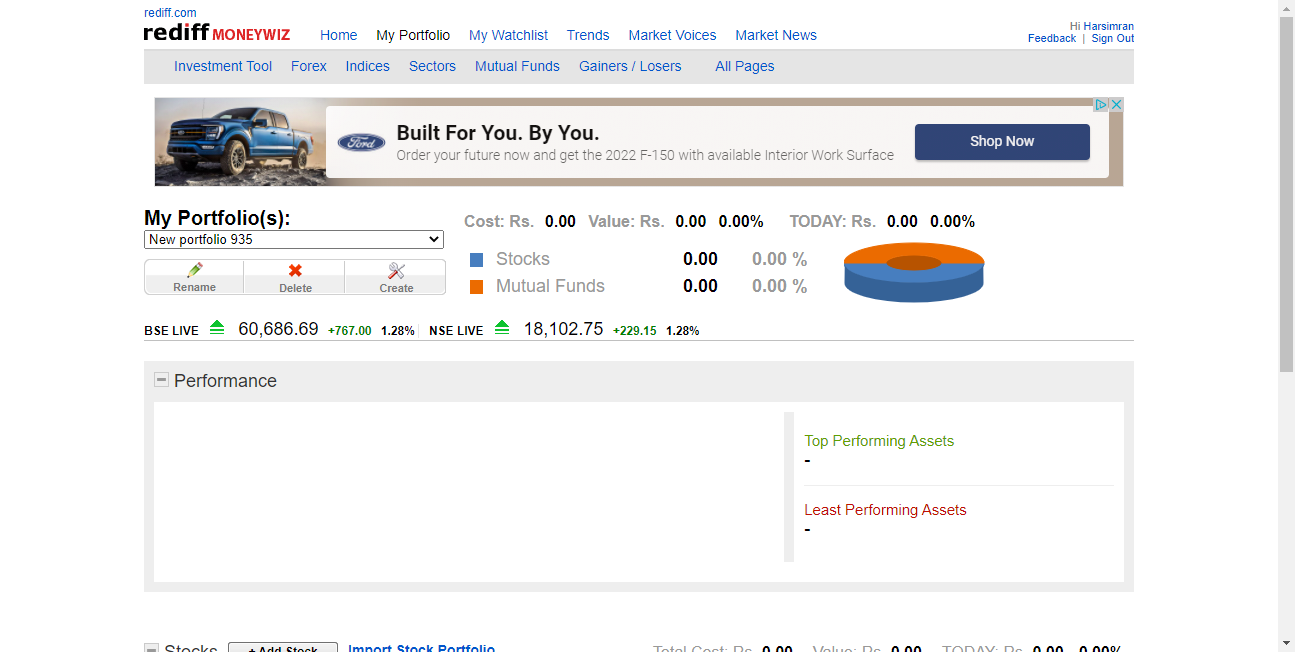 rediff.com
rediff MONEYWIZ
Home My Portfolio My Watchlist Trends Market Voices Market News
Hi Harsimran
Feedback | Sign Out
Investment Tool Forex Indices Sectors Mutual Funds Gainers / Losers All Pages
Ford
Built For You. By You.
Order your future now and get the 2022 F-150 with available Interior Work Surface
Shop Now
My Portfolio(s):
New portfolio 935
Rename Delete Create
Cost: Rs. 0.00 Value: Rs. 0.00 0.00% TODAY: Rs. 0.00 0.00%
Stocks 0.00 0.00 %
Mutual Funds 0.00 0.00 %
BSE LIVE 60,686.69 +767.00 1.28% NSE LIVE 18,102.75 +229.15 1.28%
Performance
Top Performing Assets
-
Least Performing Assets
-
Stocks + Add Stock Import Stock Portfolio Total Cost: Rs. 0.00 Value: Rs. 0.00 TODAY: Rs. 0.00 0.00%